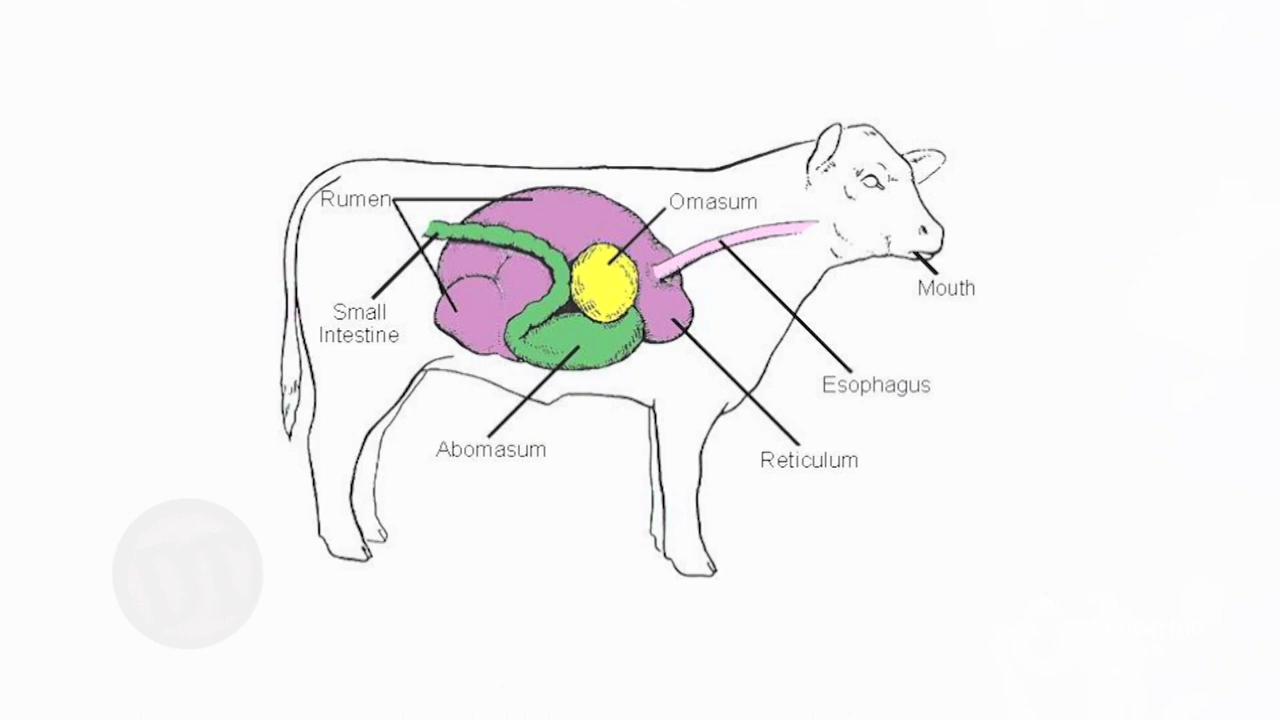 Rumen
Omasum
Small
Intestine
Mouth
Esophagus
Abomasum
Reticulum